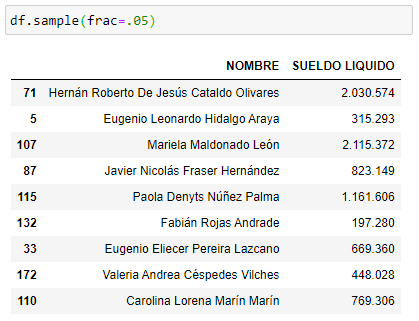 df.sample(frac=.05)
NOMBRE SUELDO LIQUIDO
71 Hernán Roberto De Jesús Cataldo Olivares 2.030.574
5 Eugenio Leonardo Hidalgo Araya 315.293
107 Mariela Maldonado León 2.115.372
87 Javier Nicolás Fraser Hernández 823.149
115 Paola Denyts Núñez Palma 1.161.606
132 Fabián Rojas Andrade 197.280
33 Eugenio Eliecer Pereira Lazcano 669.360
172 Valeria Andrea Céspedes Vilches 448.028
110 Carolina Lorena Marín Marín 769.306